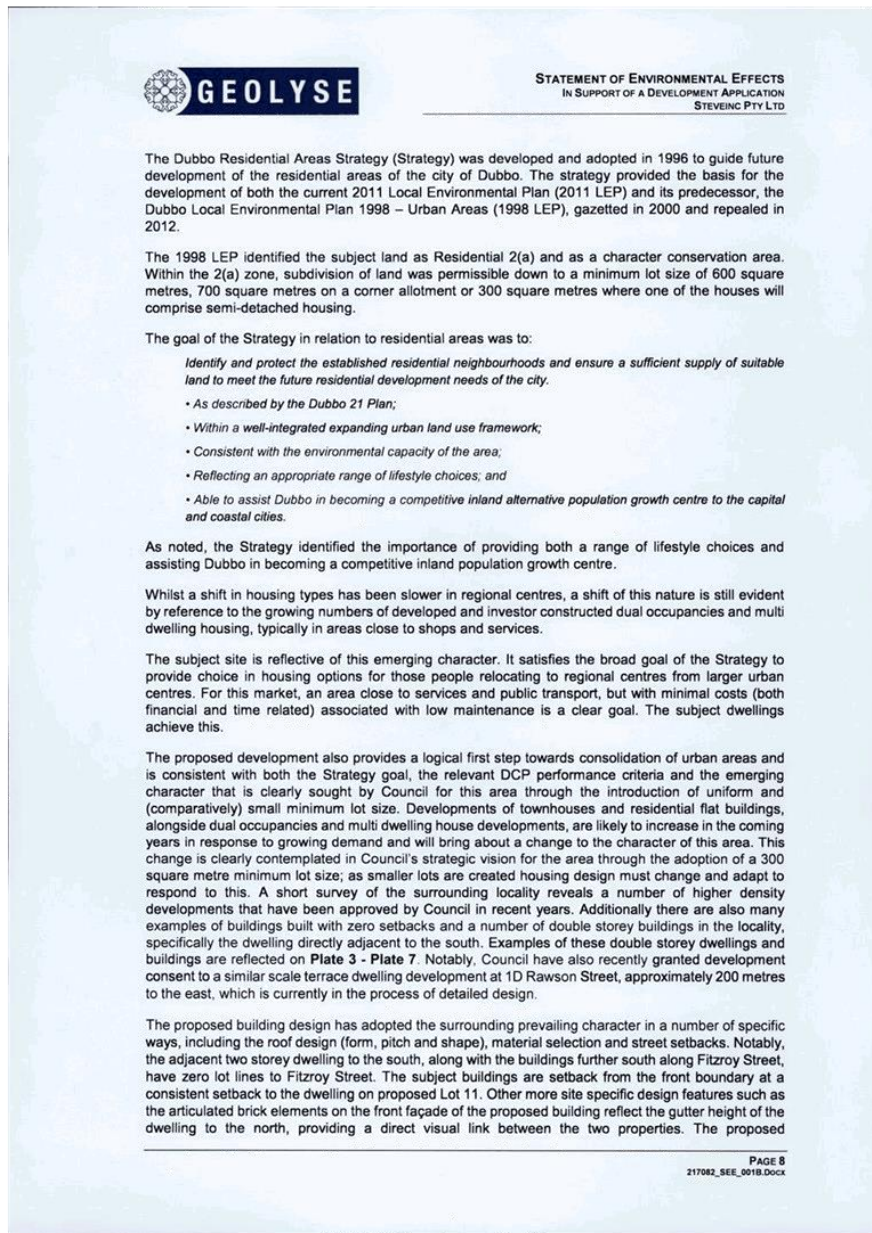 GEOLYSE
STATEMENT OF ENVIRONMENTAL EFFECTS
IN SUPPORT OF A DEVELOPMENT APPLICATION
STEVEINC PTY LTD
The Dubbo Residential Areas Strategy (Strategy) was developed and adopted in 1996 to guide future
development of the residential areas of the city of Dubbo. The strategy provided the basis for the
development of both the current 2011 Local Environmental Plan (2011 LEP) and its predecessor, the
Dubbo Local Environmental Plan 1998 – Urban Areas (1998 LEP), gazetted in 2000 and repealed in
2012.
The 1998 LEP identified the subject land as Residential 2(a) and as a character conservation area.
Within the 2(a) zone, subdivision of land was permissible down to a minimum lot size of 600 square
metres, 700 square metres on a corner allotment or 300 square metres where one of the houses will
comprise semi-detached housing.
The goal of the Strategy in relation to residential areas was to:
Identify and protect the established residential neighbourhoods and ensure a sufficient supply of suitable
land to meet the future residential development needs of the city.
• As described by the Dubbo 21 Plan;
• Within a well-integrated expanding urban land use framework;
• Consistent with the environmental capacity of the area;
• Reflecting an appropriate range of lifestyle choices; and
• Able to assist Dubbo in becoming a competitive inland alternative population growth centre to the capital
and coastal cities.
As noted, the Strategy identified the importance of providing both a range of lifestyle choices and
assisting Dubbo in becoming a competitive inland population growth centre.
Whilst a shift in housing types has been slower in regional centres, a shift of this nature is still evident
by reference to the growing numbers of developed and investor constructed dual occupancies and multi
dwelling housing, typically in areas close to shops and services.
The subject site is reflective of this emerging character. It satisfies the broad goal of the Strategy to
provide choice in housing options for those people relocating to regional centres from larger urban
centres. For this market, an area close to services and public transport, but with minimal costs (both
financial and time related) associated with low maintenance is a clear goal. The subject dwellings
achieve this.
The proposed development also provides a logical first step towards consolidation of urban areas and
is consistent with both the Strategy goal, the relevant DCP performance criteria and the emerging
character that is clearly sought by Council for this area through the introduction of uniform and
(comparatively) small minimum lot size. Developments of townhouses and residential flat buildings,
alongside dual occupancies and multi dwelling house developments, are likely to increase in the coming
years in response to growing demand and will bring about a change to the character of this area. This
change is clearly contemplated in Council's strategic vision for the area through the adoption of a 300
square metre minimum lot size; as smaller lots are created housing design must change and adapt to
respond to this. A short survey of the surrounding locality reveals a number of higher density
developments that have been approved by Council in recent years. Additionally there are also many
examples of buildings built with zero setbacks and a number of double storey buildings in the locality,
specifically the dwelling directly adjacent to the south. Examples of these double storey dwellings and
buildings are reflected on Plate 3 - Plate 7. Notably, Council have also recently granted development
consent to a similar scale terrace dwelling development at 1D Rawson Street, approximately 200 metres
to the east, which is currently in the process of detailed design.
The proposed building design has adopted the surrounding prevailing character in a number of specific
ways, including the roof design (form, pitch and shape), material selection and street setbacks. Notably,
the adjacent two storey dwelling to the south, along with the buildings further south along Fitzroy Street,
have zero lot lines to Fitzroy Street. The subject buildings are setback from the front boundary at a
consistent setback to the dwelling on proposed Lot 11. Other more site specific design features such as
the articulated brick elements on the front façade of the proposed building reflect the gutter height of the
dwelling to the north, providing a direct visual link between the two properties. The proposed
PAGE 8
217082_SEE_001B.DOCX